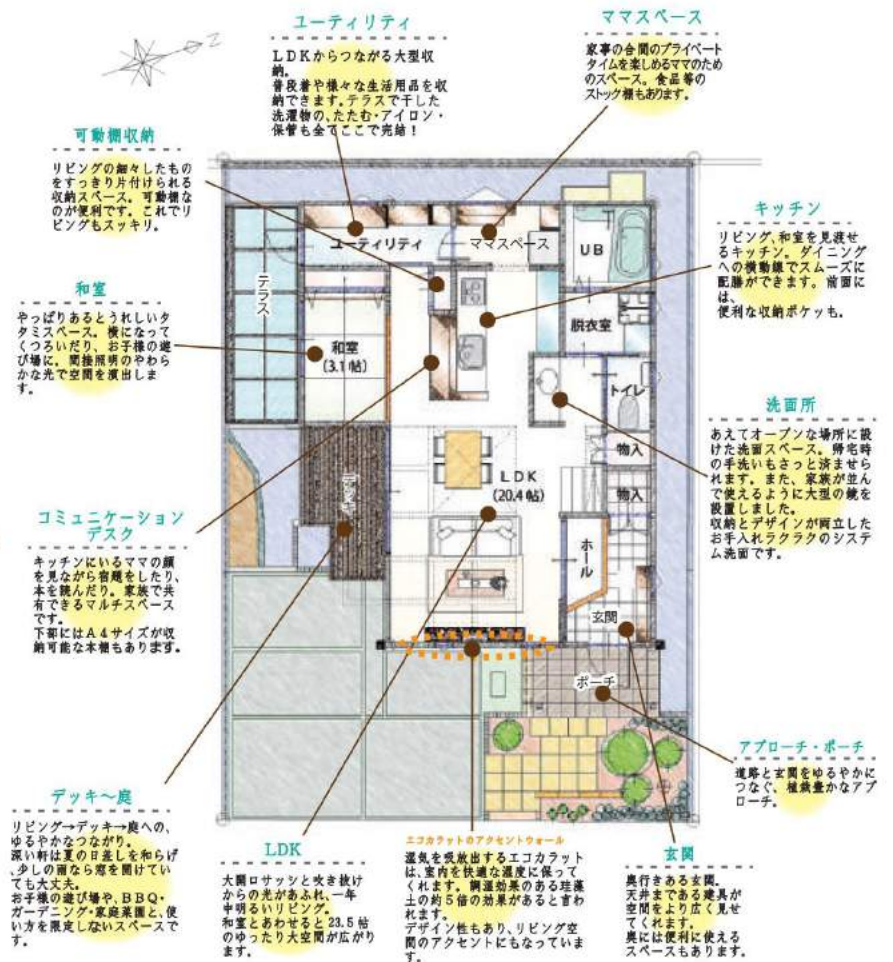 ユーティリティ
LDKからつながる大型収
納。
普段着や様々な生活用品を収
納できます。テラスで干した
洗濯物の、たたむ・アイロン・
保管も全てここで完結！
ママスペース
家事の合間のプライベート
タイムを楽しめるママのため
のスペース。食品等の
ストック棚もあります。
Z
可動棚収納
リビングの細々したもの
をすっきり片付けられる
収納スペース。可動棚な
のが便利です。これでリ
ビングもスッキリ。
キッチン
リビング、和室を見渡せ
るキッチン。ダイニング
への横動線でスムーズに
配膳ができます。前面に
は、
便利な収納ポケッも。
和室
やっぱりあるとうれしいタ
タミスペース。横になって
くつろいだり、お子様の遊
び場に。間接照明のやわら
かな光で空間を演出しま
す。
洗面所
あえてオープンな場所に設
けた洗面スペース。帰宅時
の手洗いもさっと済ませら
れます。また、家族が並ん
で使えるように大型の鏡を
設置しました。
収納とデザインが両立した
お手入れラクラクのシステ
ム洗面です。
コミュニケーション
デスク
キッチンにいるママの顔
を見ながら宿題をしたり、
本を読んだり。家族で共
有できるマルチスペース
です。
下部にはA4サイズが収
納可能な本棚もあります。
テラス
ユーティリティ
ママスペース
UB
和室
(3.1帖)
脱衣室
トイレ
物入
物入
デッキ
LDK
(20.4帖)
ホール
玄関
ポーチ
アプローチ・ポーチ
道路と玄関をゆるやかに
つなぐ、植栽豊かなアプ
ローチ。
デッキ〜庭
リビング→デッキ→庭への、
ゆるやかなつながり。
深い軒は夏の日差しを和らげ
、少しの雨なら窓を開けてい
ても大丈夫。
お子様の遊び場や、BBQ・
ガーデニング・家庭菜園と、使
い方を限定しないスペースで
す。
LDK
大開口サッシと吹き抜け
からの光があふれ、一年
中明るいリビング。
和室とあわせると23.5帖
のゆったり大空間が広がり
ます。
エコカラットのアクセントウォール
湿気を吸放出するエコカラット
は、室内を快適な湿度に保って
くれます。調湿効果のある珪藻
土の約5倍の効果があると言わ
れます。
デザイン性もあり、リビング空
間のアクセントにもなっていま
す。
玄関
奥行きある玄関。
天井まである建具が
空間をより広く見せ
てくれます。
奥には便利に使える
スペースもあります。